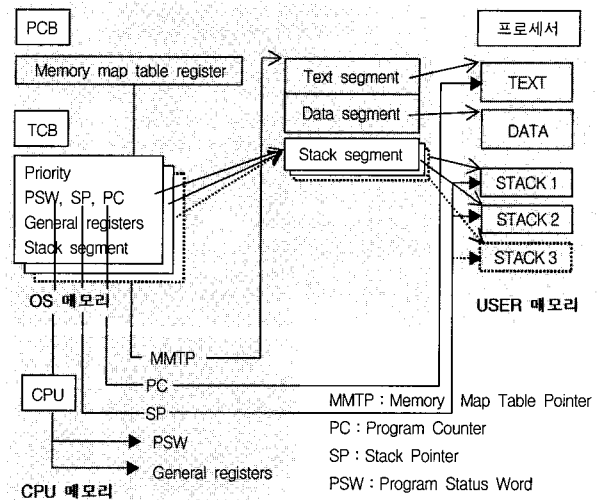 PCB
Memory map table register
TCB
Priority
PSW, SP, PC
General registers
Stack segment
OS 메모리
Text segment
Data segment
Stack segment
프로세서
TEXT
DATA
STACK 1
STACK 2
STACK 3
USER 메모리
MMTP
PC
SP
CPU
PSW
General registers
CPU 메모리
MMTP : Memory Map Table Pointer
PC : Program Counter
SP : Stack Pointer
PSW : Program Status Word